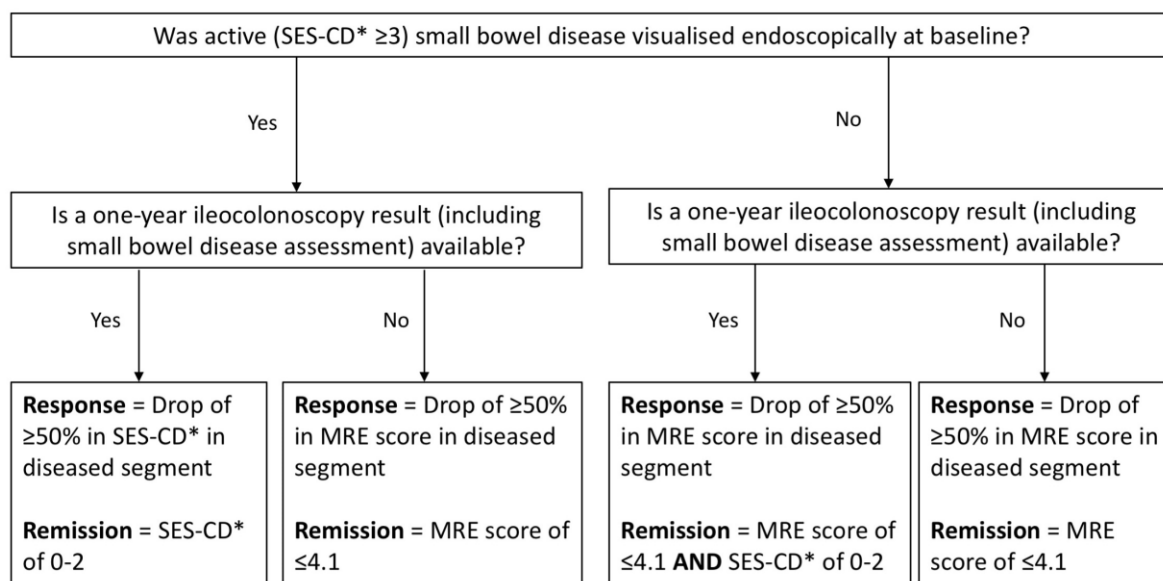 Was active (SES-CD* ≥3) small bowel disease visualised endoscopically at baseline?
Yes
No
Is a one-year ileocolonoscopy result (including
small bowel disease assessment) available?
Is a one-year ileocolonoscopy result (including
small bowel disease assessment) available?
Yes
No
Yes
No
Response = Drop of
≥50% in SES-CD* in
diseased segment
Remission = SES-CD*
of 0-2
Response = Drop of ≥50%
in MRE score in diseased
segment
Remission = MRE score of
≤4.1
Response = Drop of ≥50%
in MRE score in diseased
segment
Remission = MRE score of
≤4.1 AND SES-CD* of 0-2
Response = Drop of
≥50% in MRE score in
diseased segment
Remission = MRE
score of ≤4.1